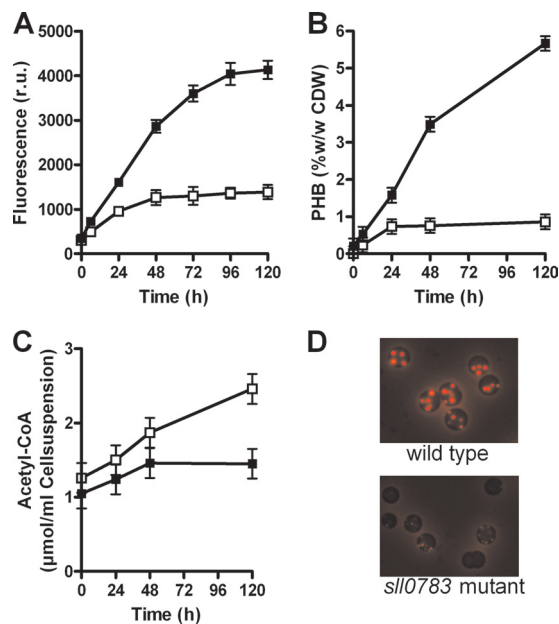 A
Fluorescence (r.u.)
5000
4000
3000
2000
1000
0
0 24 48 72 96 120
Time (h)
B
PHB (%w/w CDW)
6
5
4
3
2
1
0
0 24 48 72 96 120
Time (h)
C
Acetyl-CoA
(µmol/ml Cellsuspension)
3
2
1
0
0 24 48 72 96 120
Time (h)
D
wild type
sll0783 mutant